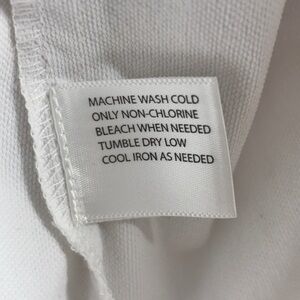 MACHINE WASH COLD
ONLY NON-CHLORINE
BLEACH WHEN NEEDED
TUMBLE DRY LOW
COOL IRON AS NEEDED